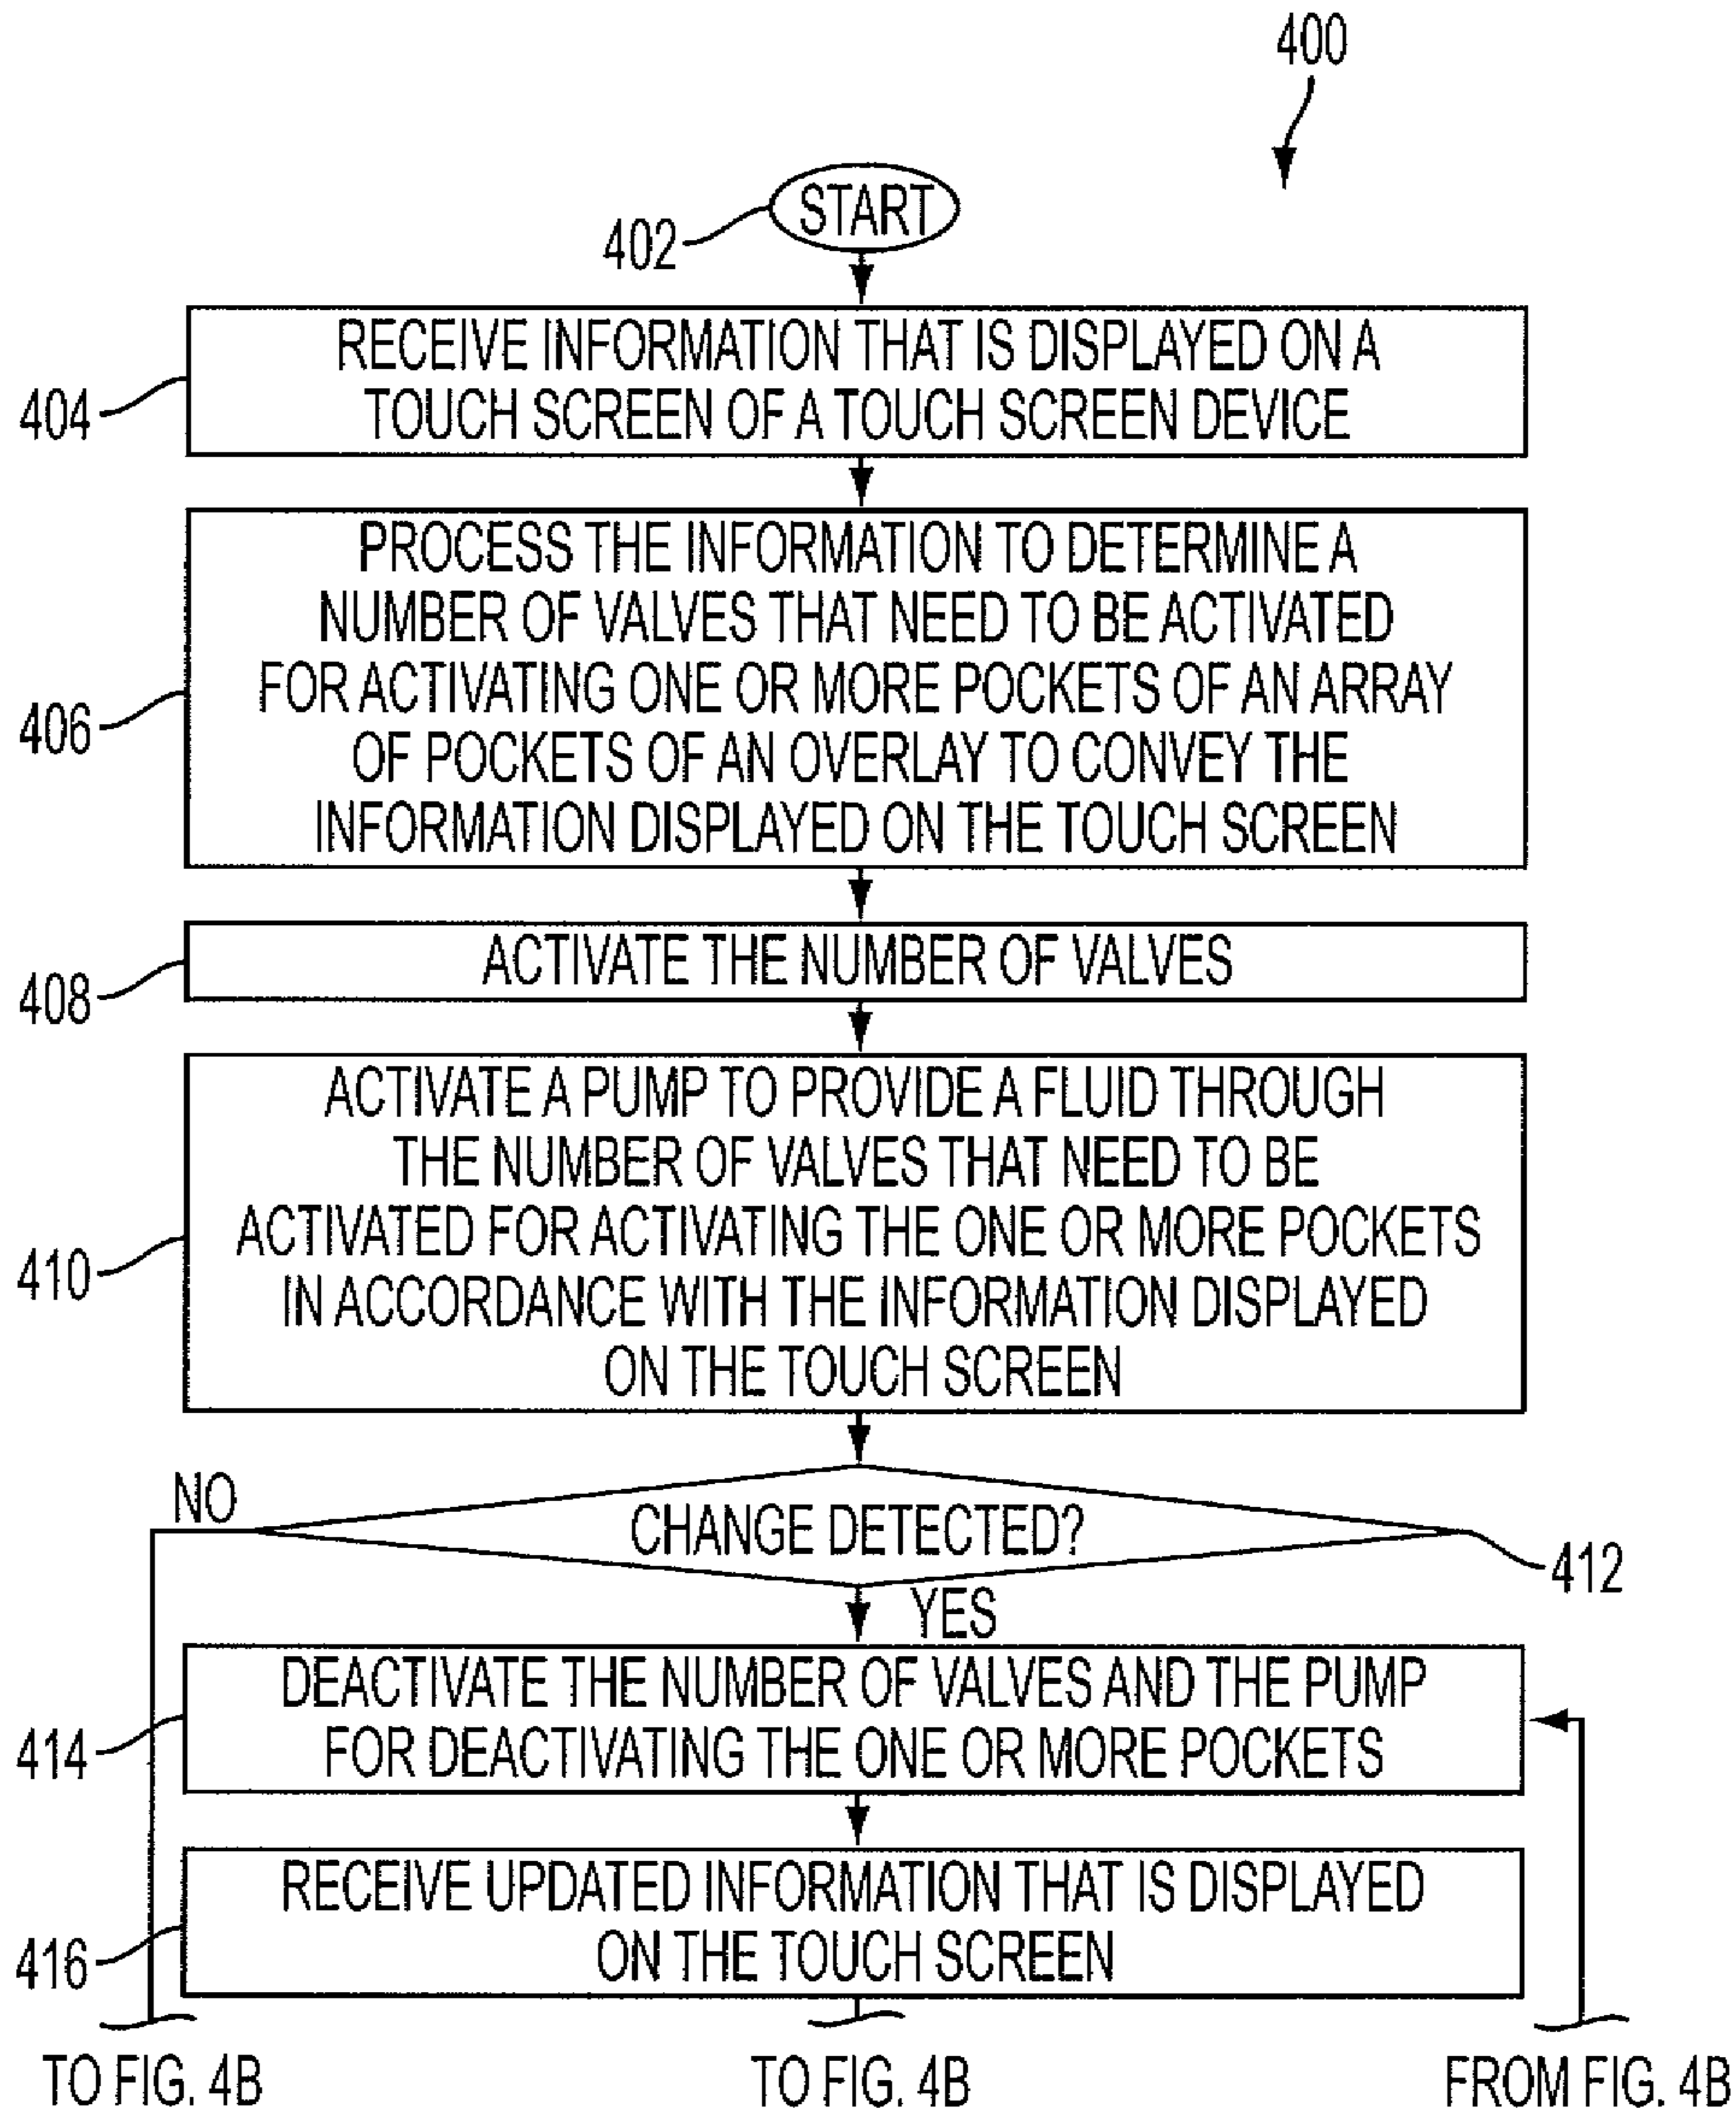 400
START
402
RECEIVE INFORMATION THAT IS DISPLAYED ON A
TOUCH SCREEN OF A TOUCH SCREEN DEVICE
404
PROCESS THE INFORMATION TO DETERMINE A
NUMBER OF VALVES THAT NEED TO BE ACTIVATED
FOR ACTIVATING ONE OR MORE POCKETS OF AN ARRAY
OF POCKETS OF AN OVERLAY TO CONVEY THE
INFORMATION DISPLAYED ON THE TOUCH SCREEN
406
ACTIVATE THE NUMBER OF VALVES
408
ACTIVATE A PUMP TO PROVIDE A FLUID THROUGH
THE NUMBER OF VALVES THAT NEED TO BE
ACTIVATED FOR ACTIVATING THE ONE OR MORE POCKETS
IN ACCORDANCE WITH THE INFORMATION DISPLAYED
ON THE TOUCH SCREEN
410
NO
CHANGE DETECTED?
412
YES
DEACTIVATE THE NUMBER OF VALVES AND THE PUMP
FOR DEACTIVATING THE ONE OR MORE POCKETS
414
RECEIVE UPDATED INFORMATION THAT IS DISPLAYED
ON THE TOUCH SCREEN
416
TO FIG. 4B
TO FIG. 4B
FROM FIG. 4B